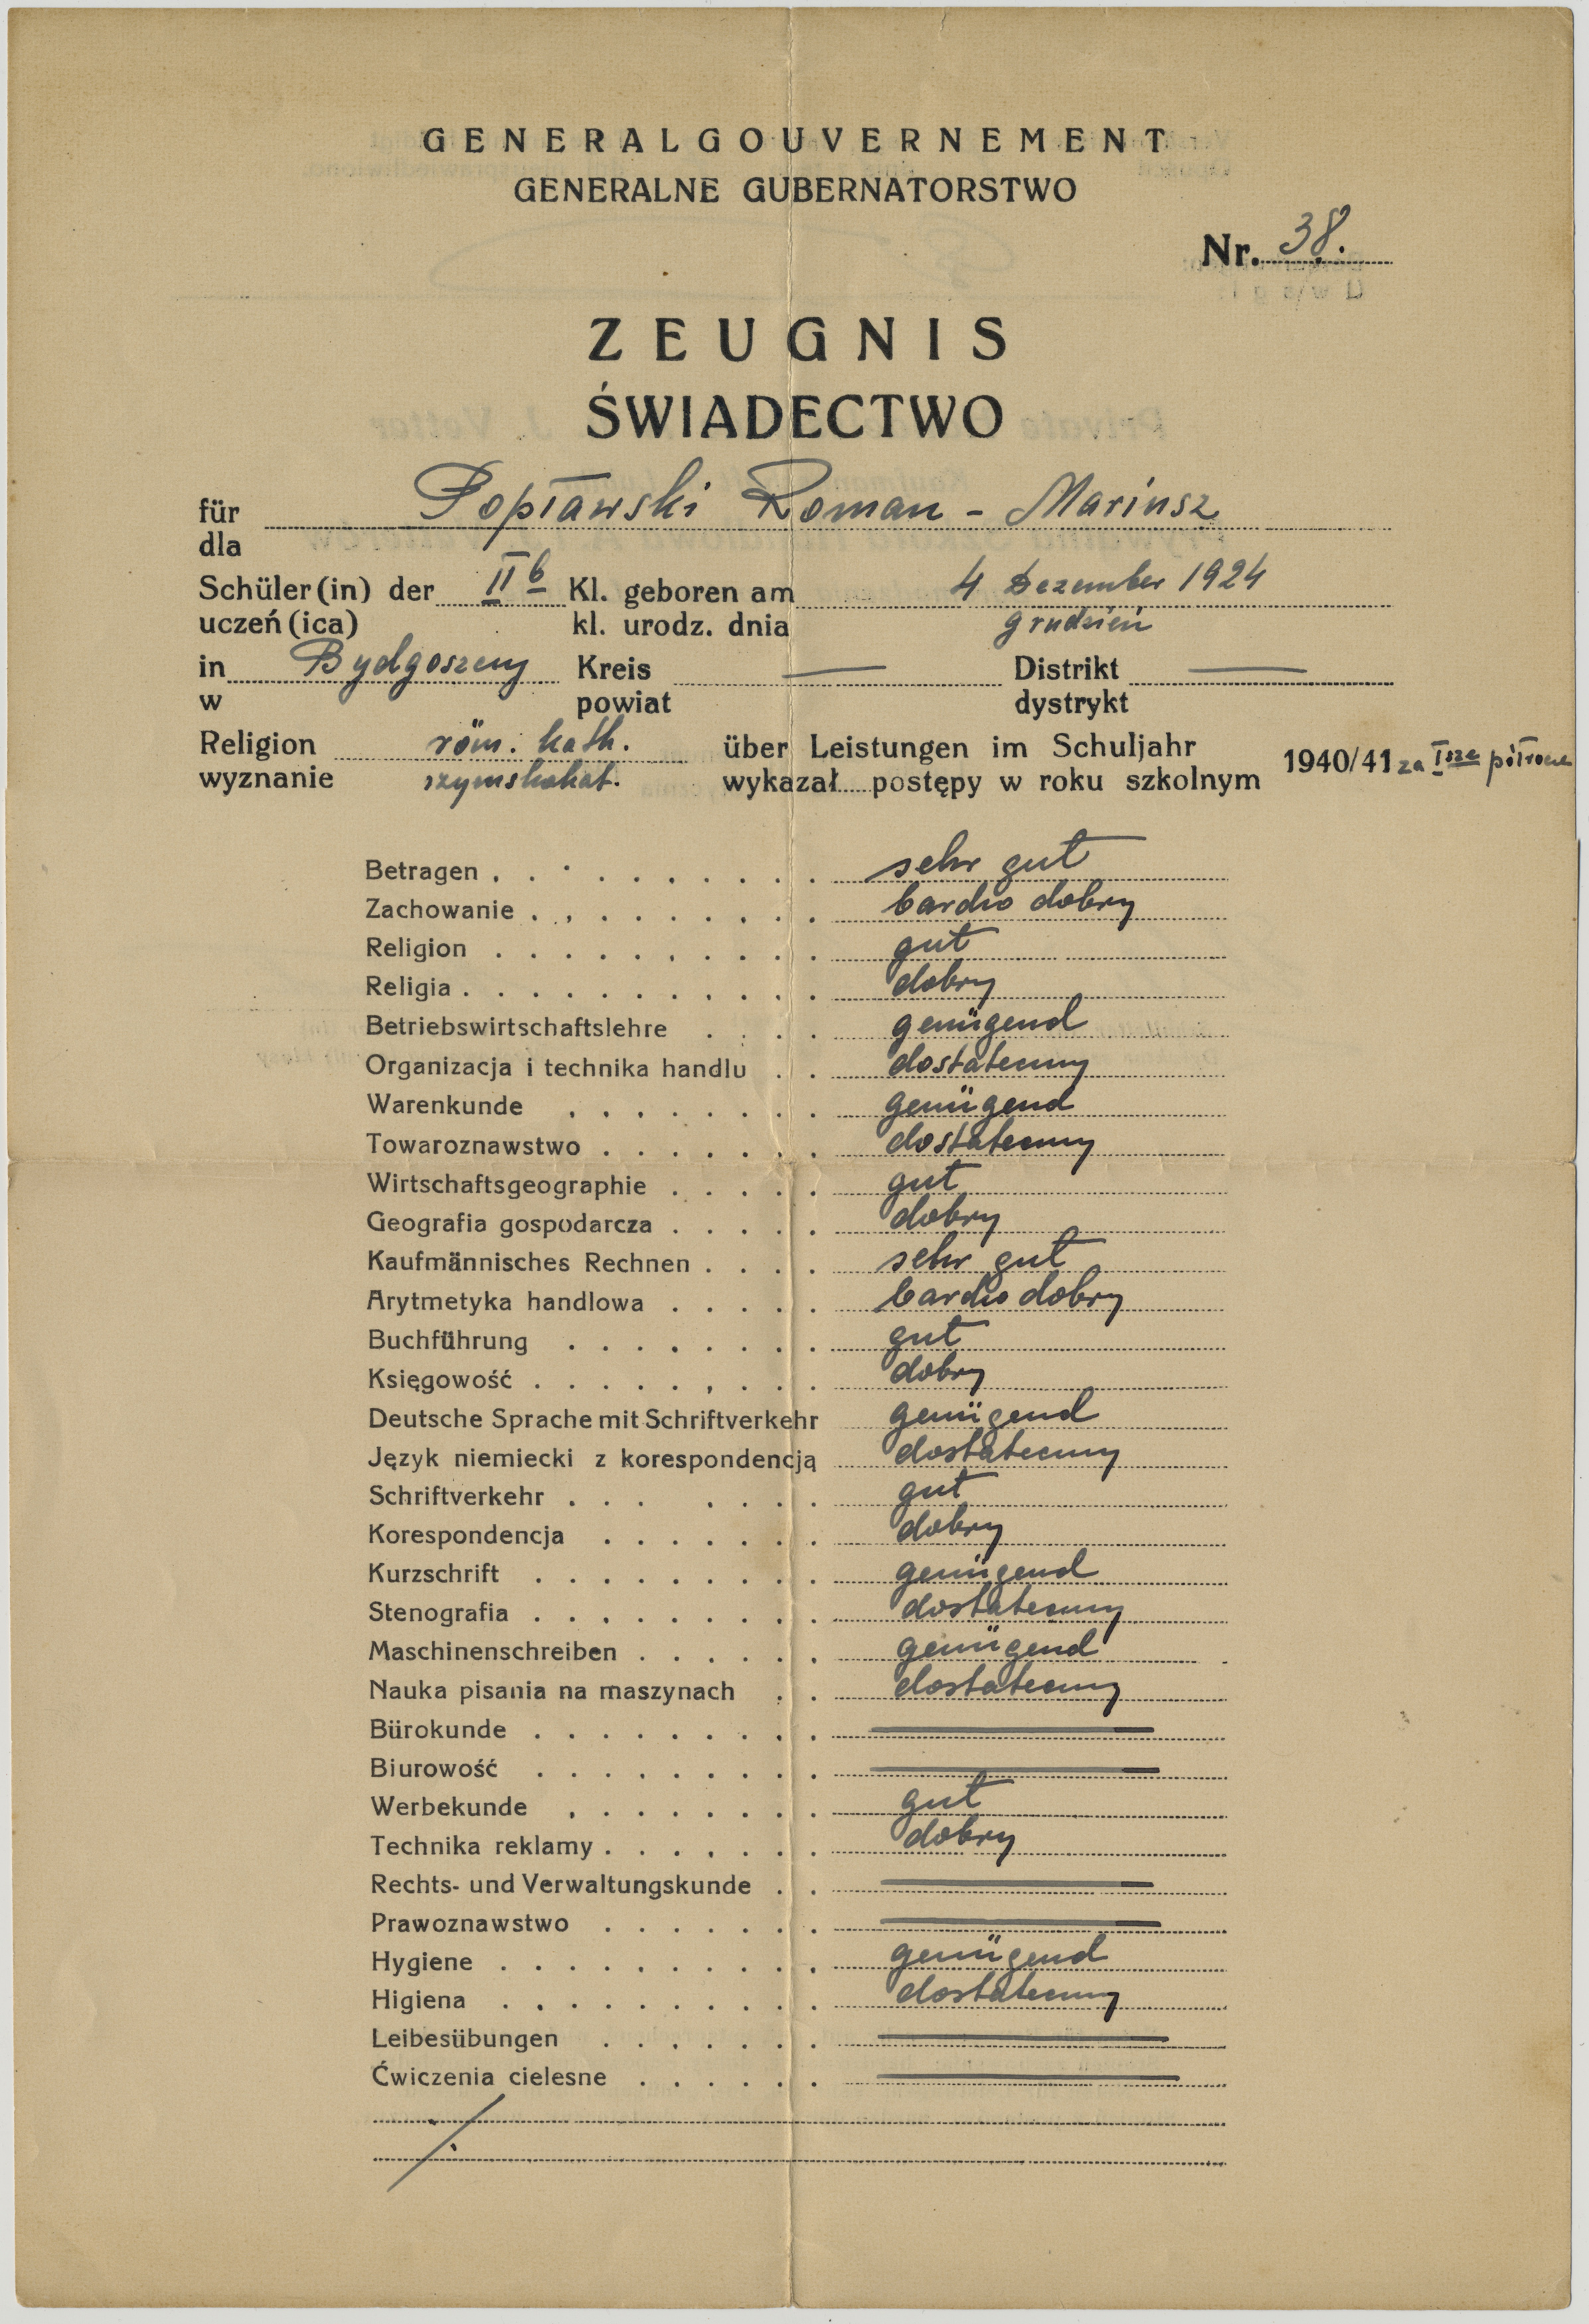 GENERALGOUVERNEMENT
GENERALNE GUBERNATORSTWO
Nr. 38.
ZEUGNIS
ŚWIADECTWO
für Popławski Roman - Mariusz
dla
Schüler(in) der II b Kl. geboren am 4 Dezember 1924
uczeń(ica) kl. urodz. dnia grudzień
in Bydgoszczy Kreis — Distrikt —
w powiat dystrykt
Religion röm. kath. über Leistungen im Schuljahr 1940/41 za I sze półrocze
wyznanie rzymskokat. wykazał postępy w roku szkolnym
Betragen sehr gut
Zachowanie bardzo dobry
Religion gut
Religia dobry
Betriebswirtschaftslehre genügend
Organizacja i technika handlu dostateczny
Warenkunde genügend
Towaroznawstwo dostateczny
Wirtschaftsgeographie gut
Geografia gospodarcza dobry
Kaufmännisches Rechnen sehr gut
Arytmetyka handlowa bardzo dobry
Buchführung gut
Księgowość dobry
Deutsche Sprache mit Schriftverkehr genügend
Język niemiecki z korespondencją dostateczny
Schriftverkehr gut
Korespondencja dobry
Kurzschrift genügend
Stenografia dostateczny
Maschinenschreiben genügend
Nauka pisania na maszynach dostateczny
Bürokunde —
Biurowość —
Werbekunde gut
Technika reklamy dobry
Rechts- und Verwaltungskunde —
Prawoznawstwo —
Hygiene genügend
Higiena dostateczny
Leibesübungen —
Ćwiczenia cielesne —